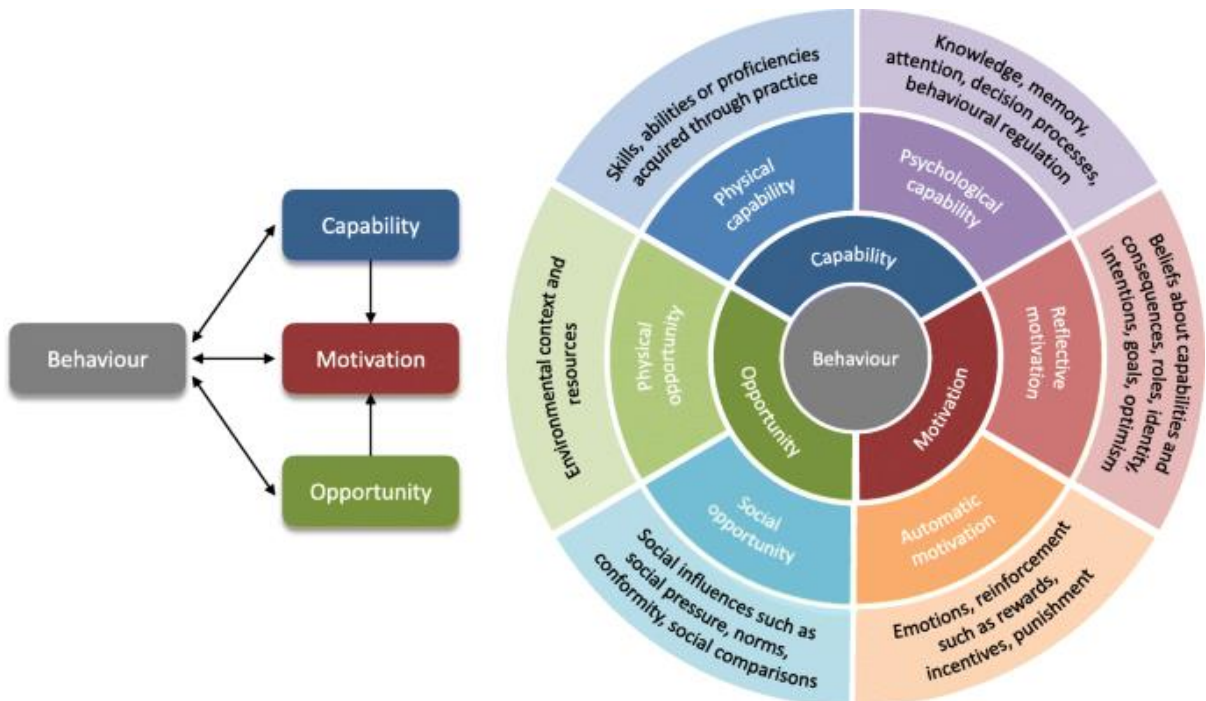 Capability
Behaviour
Motivation
Opportunity
Skills, abilities or proficiencies
acquired through practice
Knowledge, memory,
attention, decision processes,
behavioural regulation
Physical
capability
Psychological
capability
Capability
Environmental context and
resources
Physical
opportunity
Opportunity
Behaviour
Motivation
Reflective
motivation
Beliefs about capabilities and
consequences, roles, identity,
intentions, goals, optimism
Social
opportunity
Automatic
motivation
Social influences such as
social pressure, norms,
conformity, social comparisons
Emotions, reinforcement
such as rewards,
incentives, punishment